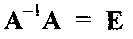 A⁻¹A = E